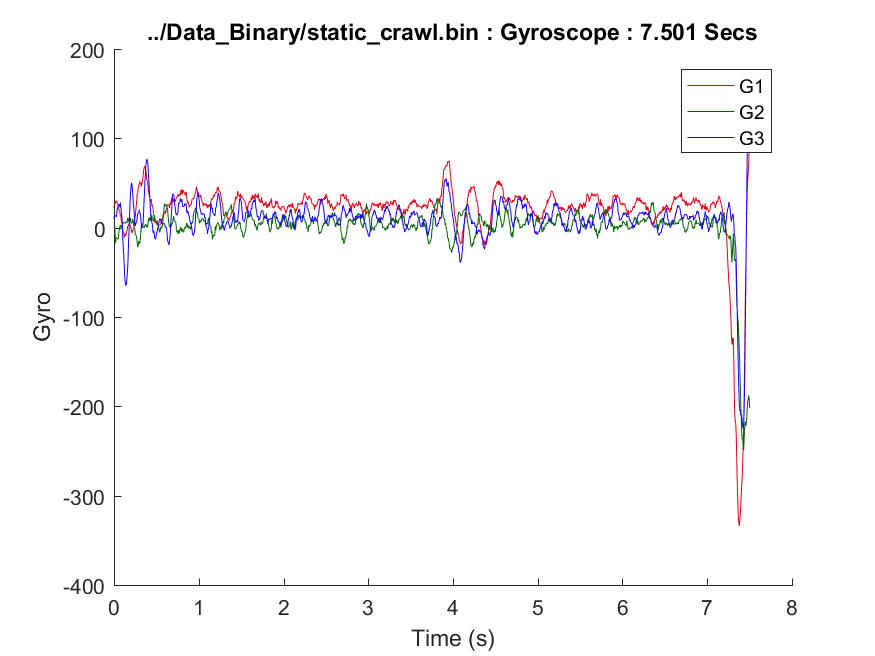 ../Data_Binary/static_crawl.bin : Gyroscope : 7.501 Secs
200
100
0
-100
-200
-300
-400
Gyro
G1
G2
G3
0 1 2 3 4 5 6 7 8
Time (s)